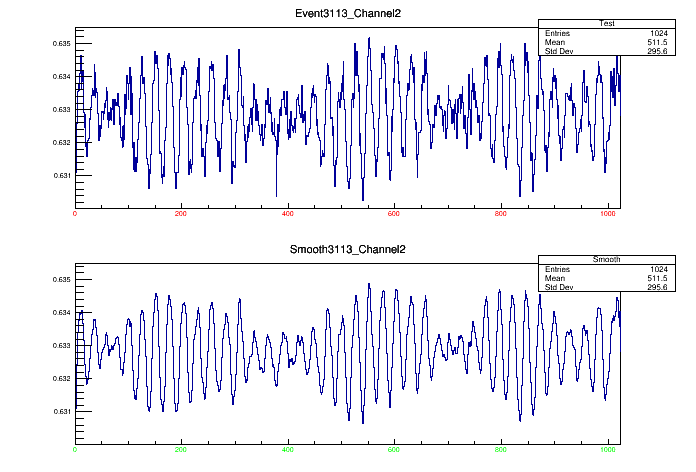 Event3113_Channel2
Test
Entries 1024
Mean 511.5
Std Dev 295.6
0.635
0.634
0.633
0.632
0.631
0 200 400 600 800 1000
Smooth3113_Channel2
Smooth
Entries 1024
Mean 511.5
Std Dev 295.6
0.635
0.634
0.633
0.632
0.631
0 200 400 600 800 1000